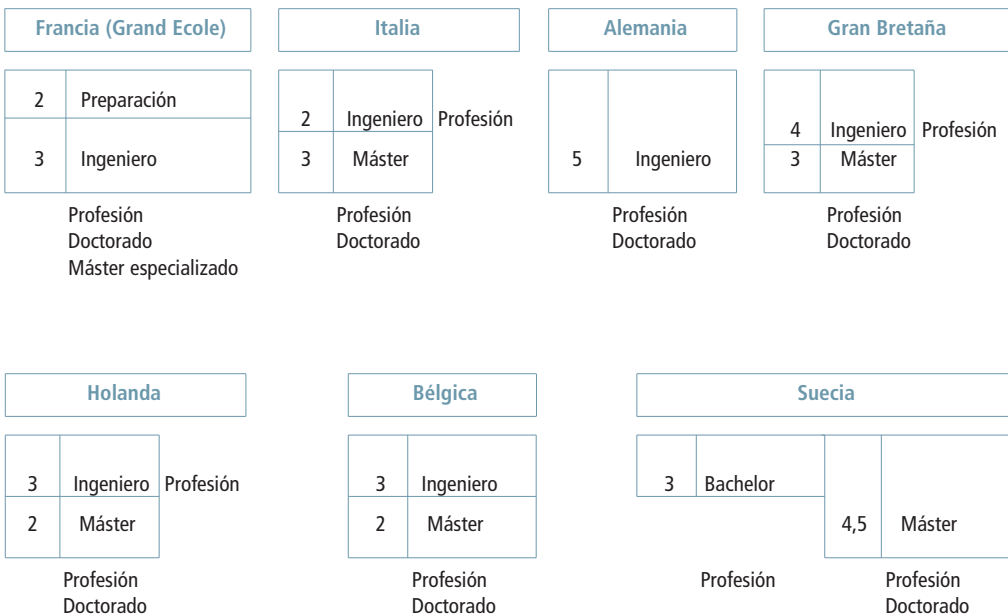 Francia (Grand Ecole)
2 Preparación
3 Ingeniero
Profesión
Doctorado
Máster especializado
Italia
2 Ingeniero Profesión
3 Máster
Profesión
Doctorado
Alemania
5 Ingeniero
Profesión
Doctorado
Gran Bretaña
4 Ingeniero Profesión
3 Máster
Profesión
Doctorado
Holanda
3 Ingeniero Profesión
2 Máster
Profesión
Doctorado
Bélgica
3 Ingeniero
2 Máster
Profesión
Doctorado
Suecia
3 Bachelor
Profesión
4,5 Máster
Profesión
Doctorado